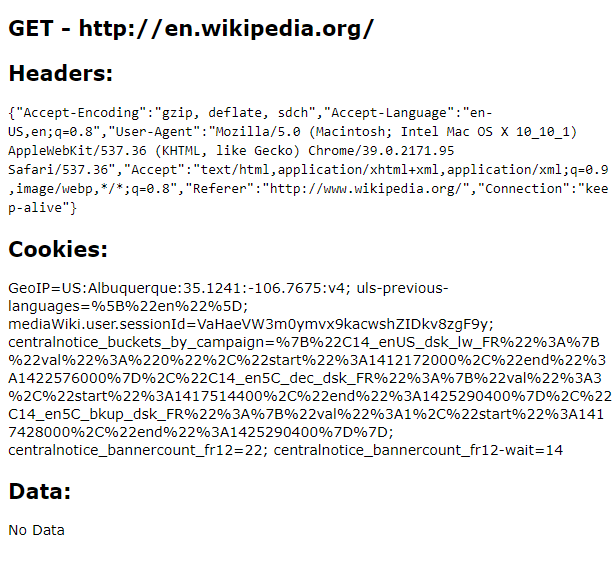 GET - http://en.wikipedia.org/
Headers:
{"Accept-Encoding":"gzip, deflate, sdch","Accept-Language":"en-
US,en;q=0.8","User-Agent":"Mozilla/5.0 (Macintosh; Intel Mac OS X 10_10_1)
AppleWebKit/537.36 (KHTML, like Gecko) Chrome/39.0.2171.95
Safari/537.36","Accept":"text/html,application/xhtml+xml,application/xml;q=0.9
,image/webp,*/*;q=0.8","Referer":"http://www.wikipedia.org/","Connection":"kee
p-alive"}
Cookies:
GeoIP=US:Albuquerque:35.1241:-106.7675:v4; uls-previous-
languages=%5B%22en%22%5D;
mediaWiki.user.sessionId=VaHaeVW3m0ymvx9kacwshZIDkv8zgF9y;
centralnotice_buckets_by_campaign=%7B%22C14_enUS_dsk_lw_FR%22%3A%7B
%22val%22%3A%220%22%2C%22start%22%3A1412172000%2C%22end%22%3
A1422576000%7D%2C%22C14_en5C_dec_dsk_FR%22%3A%7B%22val%22%3A3
%2C%22start%22%3A1417514400%2C%22end%22%3A1425290400%7D%2C%22
C14_en5C_bkup_dsk_FR%22%3A%7B%22val%22%3A1%2C%22start%22%3A141
7428000%2C%22end%22%3A1425290400%7D%7D;
centralnotice_bannercount_fr12=22; centralnotice_bannercount_fr12-wait=14
Data:
No Data